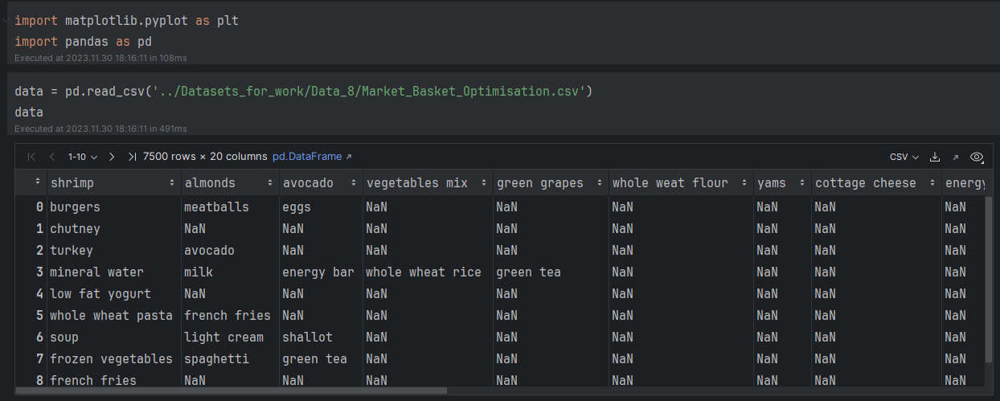 import matplotlib.pyplot as plt
import pandas as pd
Executed at 2023.11.30 18:16:11 in 108ms
data = pd.read_csv('../Datasets_for_work/Data_8/Market_Basket_Optimisation.csv')
data
Executed at 2023.11.30 18:16:11 in 491ms
1-10 7500 rows × 20 columns pd.DataFrame CSV
shrimp almonds avocado vegetables mix green grapes whole weat flour yams cottage cheese energy
0 burgers meatballs eggs NaN NaN NaN NaN NaN NaN
1 chutney NaN NaN NaN NaN NaN NaN NaN NaN
2 turkey avocado NaN NaN NaN NaN NaN NaN NaN
3 mineral water milk energy bar whole wheat rice green tea NaN NaN NaN NaN
4 low fat yogurt NaN NaN NaN NaN NaN NaN NaN NaN
5 whole wheat pasta french fries NaN NaN NaN NaN NaN NaN NaN
6 soup light cream shallot NaN NaN NaN NaN NaN NaN
7 frozen vegetables spaghetti green tea NaN NaN NaN NaN NaN NaN
8 french fries NaN NaN NaN NaN NaN NaN NaN NaN